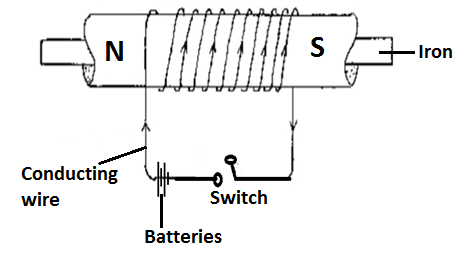 N
S
Iron
Conducting
wire
Switch
Batteries